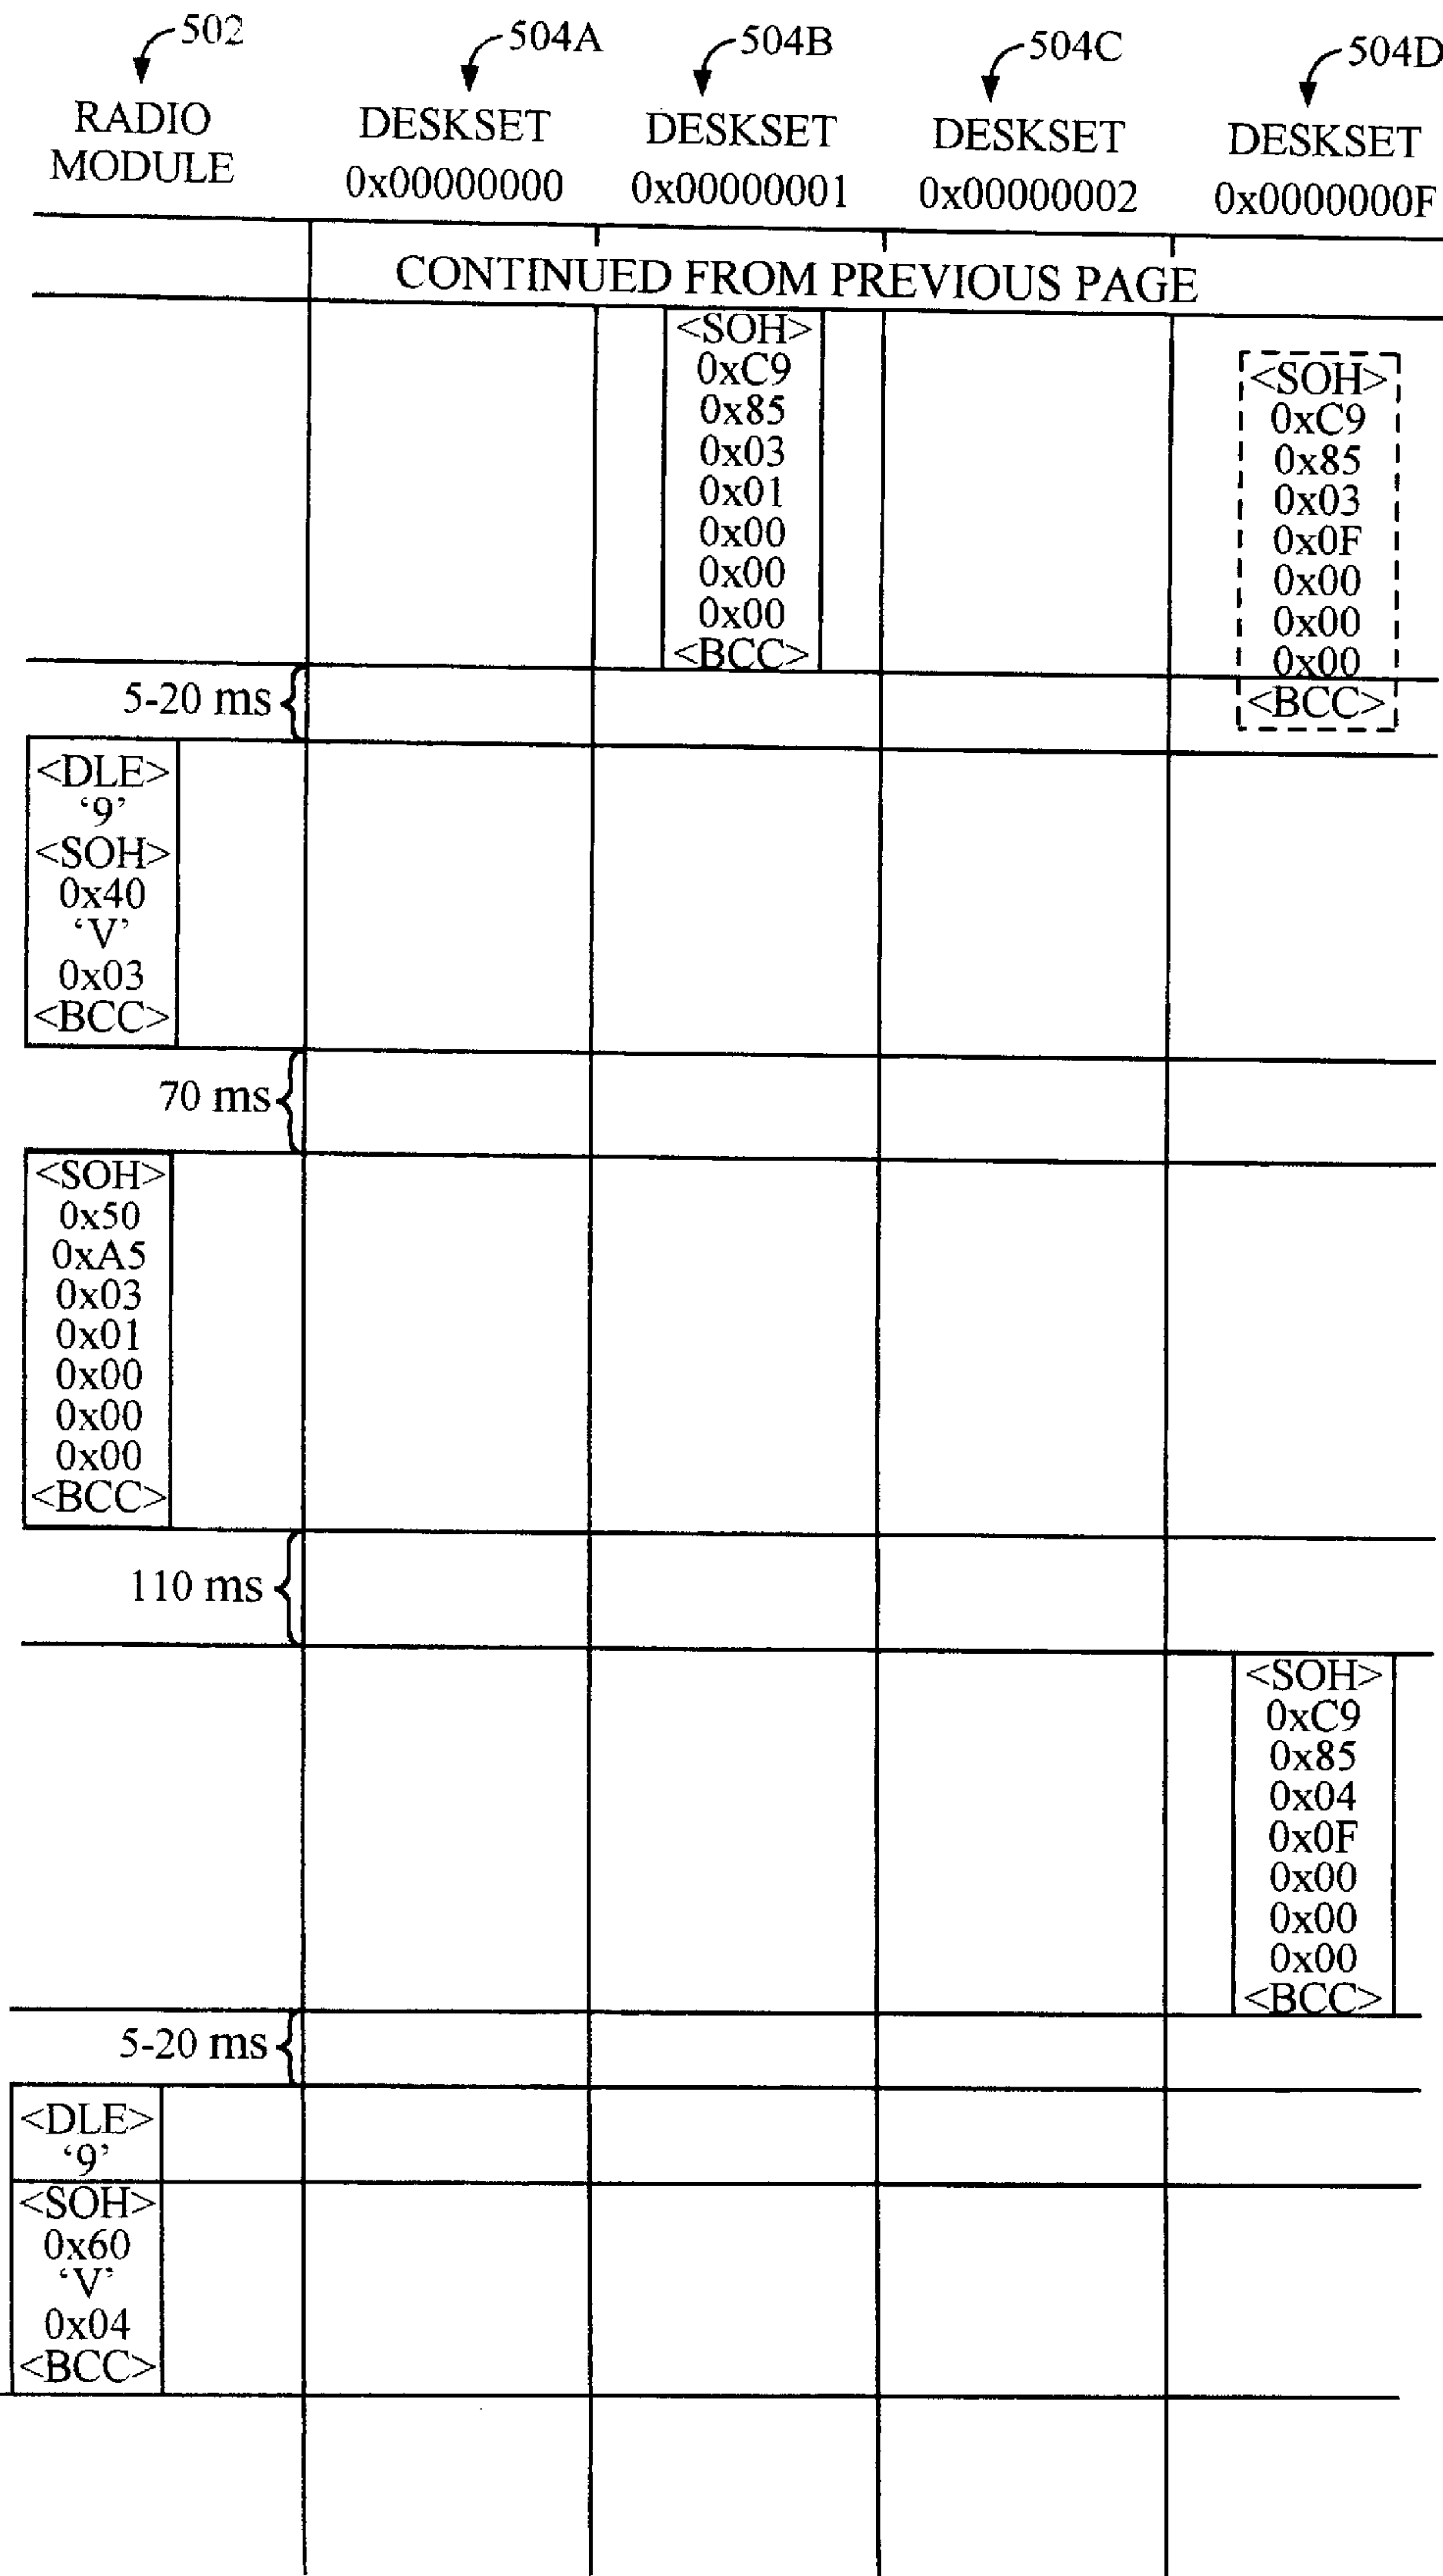 502
504A
504B
504C
504D
RADIO
MODULE
DESKSET
0x00000000
DESKSET
0x00000001
DESKSET
0x00000002
DESKSET
0x0000000F
CONTINUED FROM PREVIOUS PAGE
<SOH>
0xC9
0x85
0x03
0x01
0x00
0x00
0x00
<BCC>
<SOH>
0xC9
0x85
0x03
0x0F
0x00
0x00
0x00
<BCC>
5-20 ms
<DLE>
‘9’
<SOH>
0x40
‘V’
0x03
<BCC>
70 ms
<SOH>
0x50
0xA5
0x03
0x01
0x00
0x00
0x00
<BCC>
110 ms
<SOH>
0xC9
0x85
0x04
0x0F
0x00
0x00
0x00
<BCC>
5-20 ms
<DLE>
‘9’
<SOH>
0x60
‘V’
0x04
<BCC>